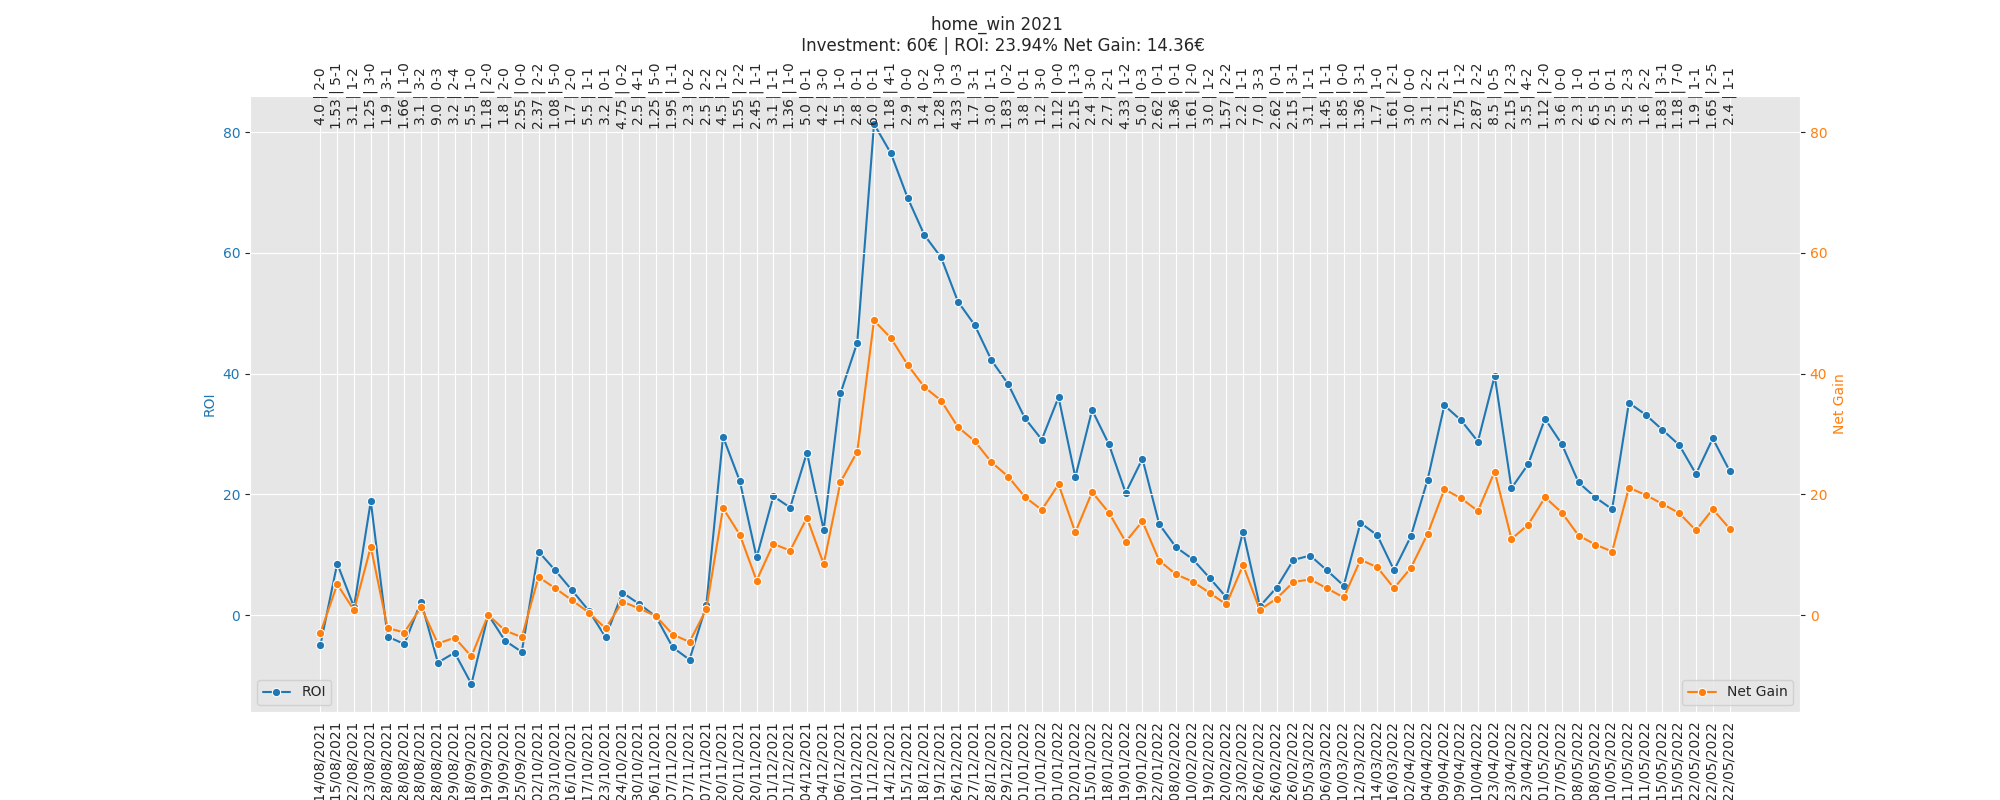 home_win 2021
Investment: 60€ | ROI: 23.94% Net Gain: 14.36€
4.0 | 2-0
1.53 | 5-1
3.1 | 1-2
1.25 | 3-0
1.9 | 3-1
1.66 | 1-0
3.1 | 3-2
9.0 | 0-3
3.2 | 2-4
5.5 | 1-0
1.18 | 2-0
1.8 | 2-0
2.55 | 0-0
2.37 | 2-2
1.08 | 5-0
1.7 | 2-0
5.5 | 1-1
3.2 | 0-1
4.75 | 0-2
2.5 | 4-1
1.25 | 5-0
1.95 | 1-1
2.3 | 0-2
2.5 | 2-2
4.5 | 1-2
1.55 | 2-2
2.45 | 1-1
3.1 | 1-1
1.36 | 1-0
5.0 | 0-1
4.2 | 3-0
1.5 | 1-0
2.8 | 0-1
6.0 | 0-1
1.18 | 4-1
2.9 | 0-0
3.4 | 0-2
1.28 | 3-0
4.33 | 0-3
1.7 | 3-1
3.0 | 1-1
1.83 | 0-2
3.8 | 0-1
1.2 | 3-0
1.12 | 0-0
2.15 | 1-3
2.4 | 3-0
2.7 | 2-1
4.33 | 1-2
5.0 | 0-3
2.62 | 0-1
1.36 | 0-1
1.61 | 2-0
3.0 | 1-2
1.57 | 2-2
2.2 | 1-1
7.0 | 3-3
2.62 | 0-1
2.15 | 3-1
3.1 | 1-1
1.45 | 1-1
1.85 | 0-0
1.36 | 3-1
1.7 | 1-0
1.61 | 2-1
3.0 | 0-0
3.1 | 2-2
2.1 | 2-1
1.75 | 1-2
2.87 | 2-2
8.5 | 0-5
2.15 | 2-3
3.5 | 4-2
1.12 | 2-0
3.6 | 0-0
2.3 | 1-0
6.5 | 0-1
2.5 | 0-1
3.5 | 2-3
1.6 | 2-2
1.83 | 3-1
1.18 | 7-0
1.9 | 1-1
1.65 | 2-5
2.4 | 1-1
80
60
40
20
0
ROI
80
60
40
20
0
Net Gain
ROI
Net Gain
14/08/2021
15/08/2021
22/08/2021
23/08/2021
28/08/2021
28/08/2021
28/08/2021
28/08/2021
29/08/2021
18/09/2021
19/09/2021
19/09/2021
25/09/2021
02/10/2021
03/10/2021
16/10/2021
17/10/2021
23/10/2021
24/10/2021
30/10/2021
06/11/2021
07/11/2021
07/11/2021
07/11/2021
20/11/2021
20/11/2021
20/11/2021
01/12/2021
01/12/2021
04/12/2021
04/12/2021
06/12/2021
10/12/2021
11/12/2021
14/12/2021
15/12/2021
18/12/2021
19/12/2021
26/12/2021
27/12/2021
28/12/2021
29/12/2021
01/01/2022
01/01/2022
01/01/2022
02/01/2022
15/01/2022
18/01/2022
19/01/2022
19/01/2022
22/01/2022
08/02/2022
10/02/2022
19/02/2022
20/02/2022
23/02/2022
26/02/2022
26/02/2022
26/02/2022
05/03/2022
06/03/2022
10/03/2022
12/03/2022
14/03/2022
16/03/2022
02/04/2022
04/04/2022
09/04/2022
09/04/2022
10/04/2022
23/04/2022
23/04/2022
23/04/2022
01/05/2022
07/05/2022
08/05/2022
08/05/2022
10/05/2022
11/05/2022
11/05/2022
15/05/2022
15/05/2022
22/05/2022
22/05/2022
22/05/2022